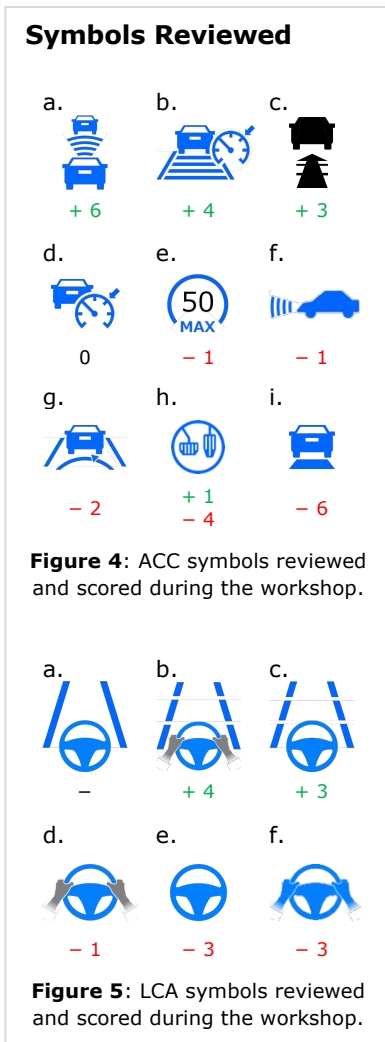 Symbols Reviewed
a. b. c.
50
MAX
+ 6 + 4 + 3
d. e. f.
0 − 1 − 1
g. h. i.
− 2 + 1 − 6
− 4
Figure 4: ACC symbols reviewed
and scored during the workshop.
a. b. c.
– + 4 + 3
d. e. f.
− 1 − 3 − 3
Figure 5: LCA symbols reviewed
and scored during the workshop.